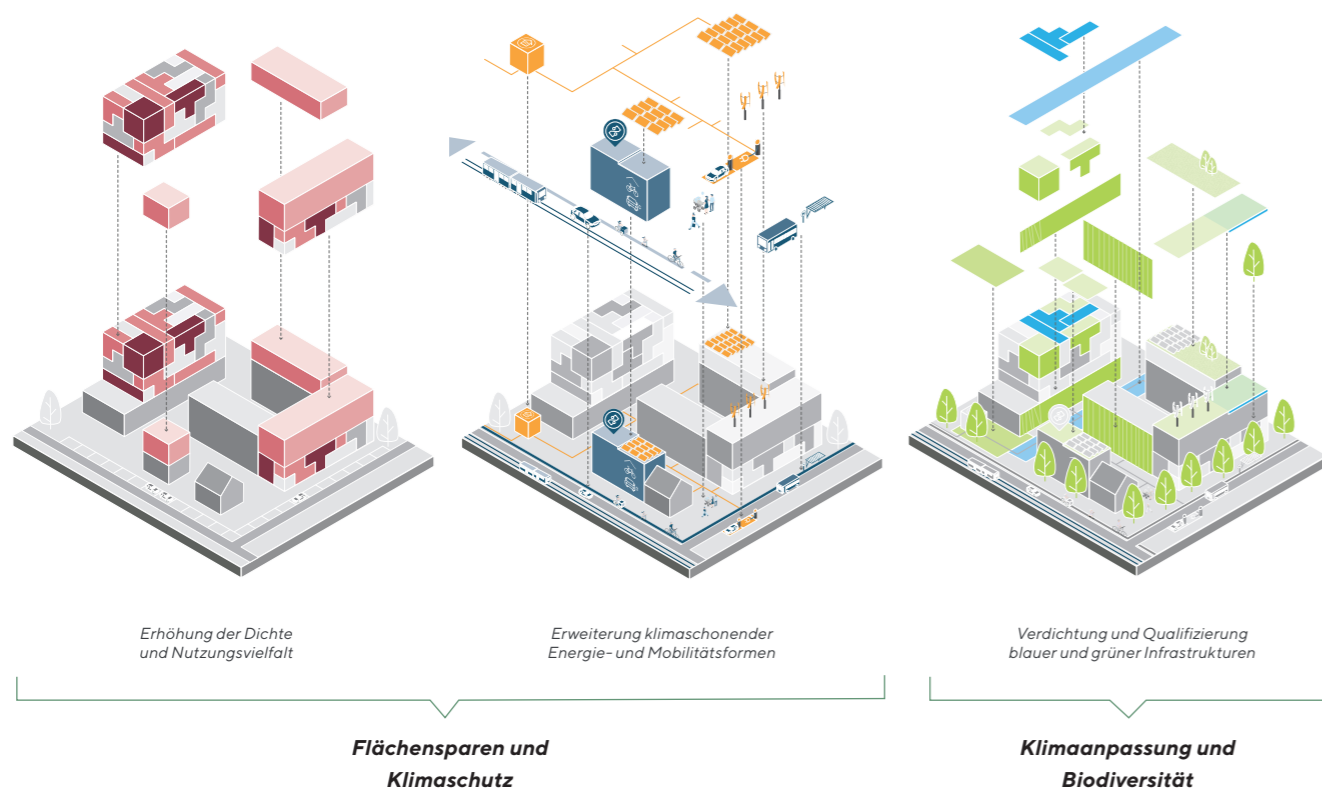 Erhöhung der Dichte
und Nutzungsvielfalt
Erweiterung klimaschonender
Energie- und Mobilitätsformen
Verdichtung und Qualifizierung
blauer und grüner Infrastrukturen
Flächensparen und
Klimaschutz
Klimaanpassung und
Biodiversität